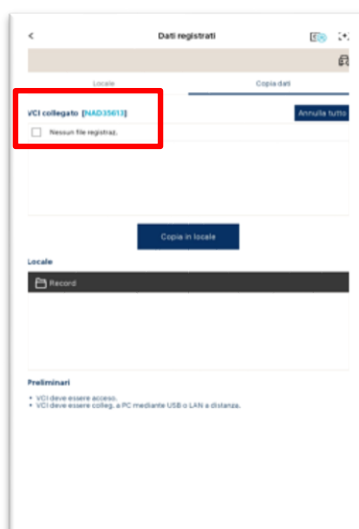 Dati registrati
Locale Copia dati
VCI collegato [NAD35613] Annulla tutto
Nessun file registraz.
Copia in locale
Locale
Record
Preliminari
• VCI deve essere acceso.
• VCI deve essere colleg. a PC mediante USB o LAN a distanza.